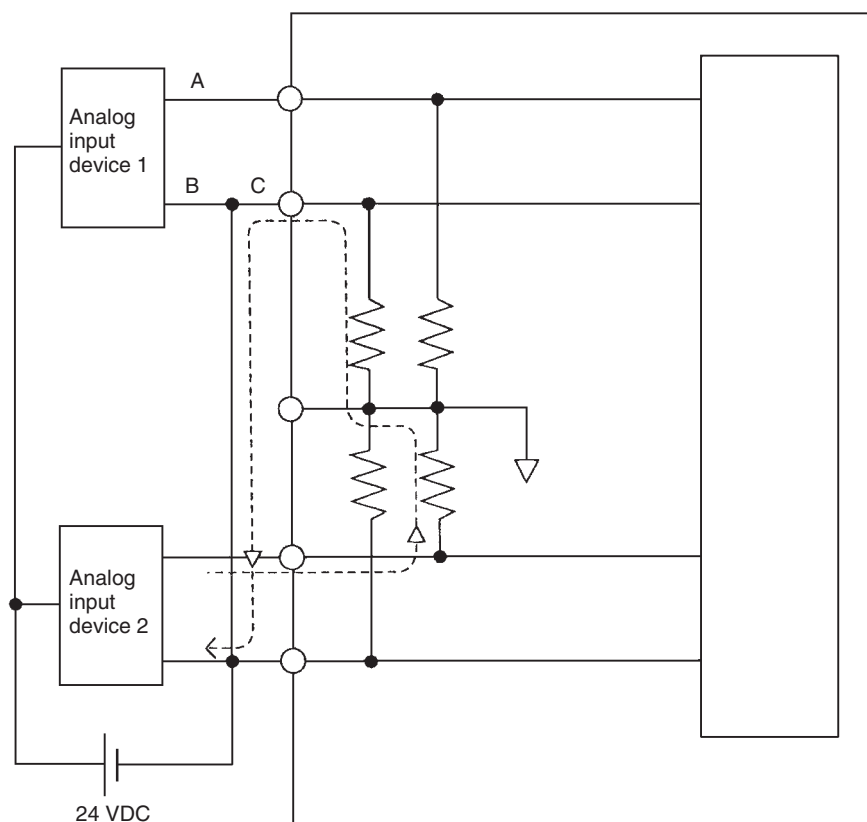 A
Analog
input
device 1
B
C
Analog
input
device 2
24 VDC